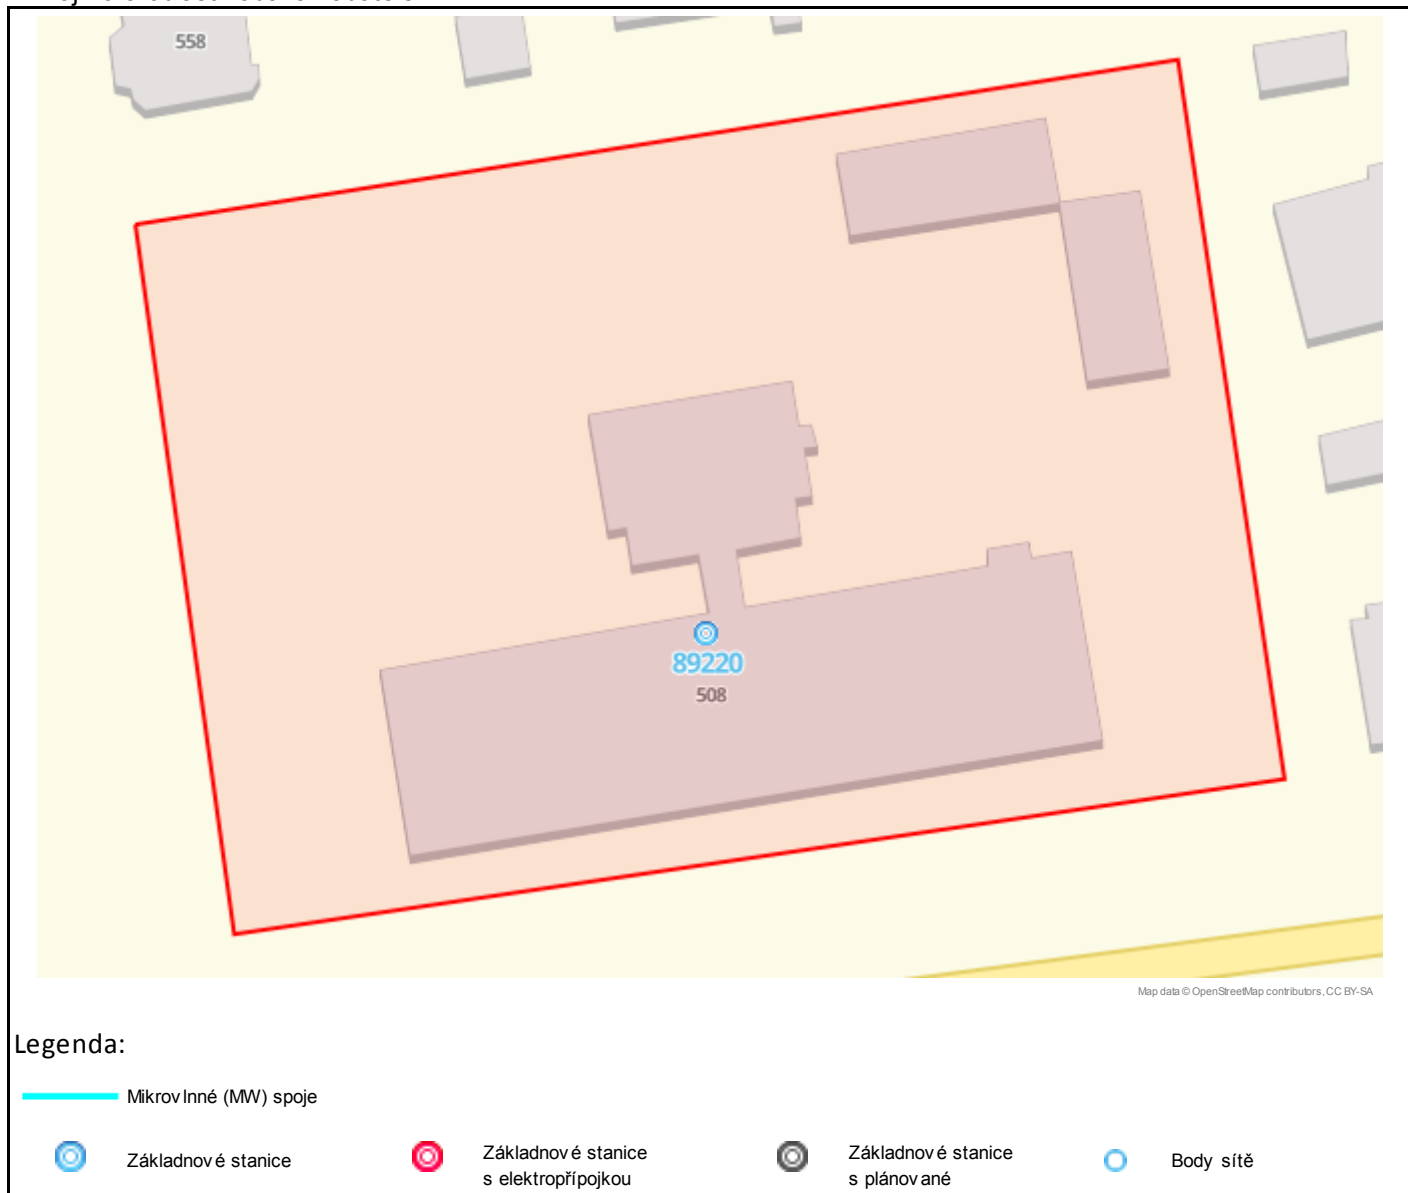 558
89220
508
Map data © OpenStreetMap contributors, CC BY-SA
Legenda:
Mikrovlnné (MW) spoje
Základnové stanice
Základnové stanice
s elektropřípojkou
Základnové stanice
s plánované
Body sítě